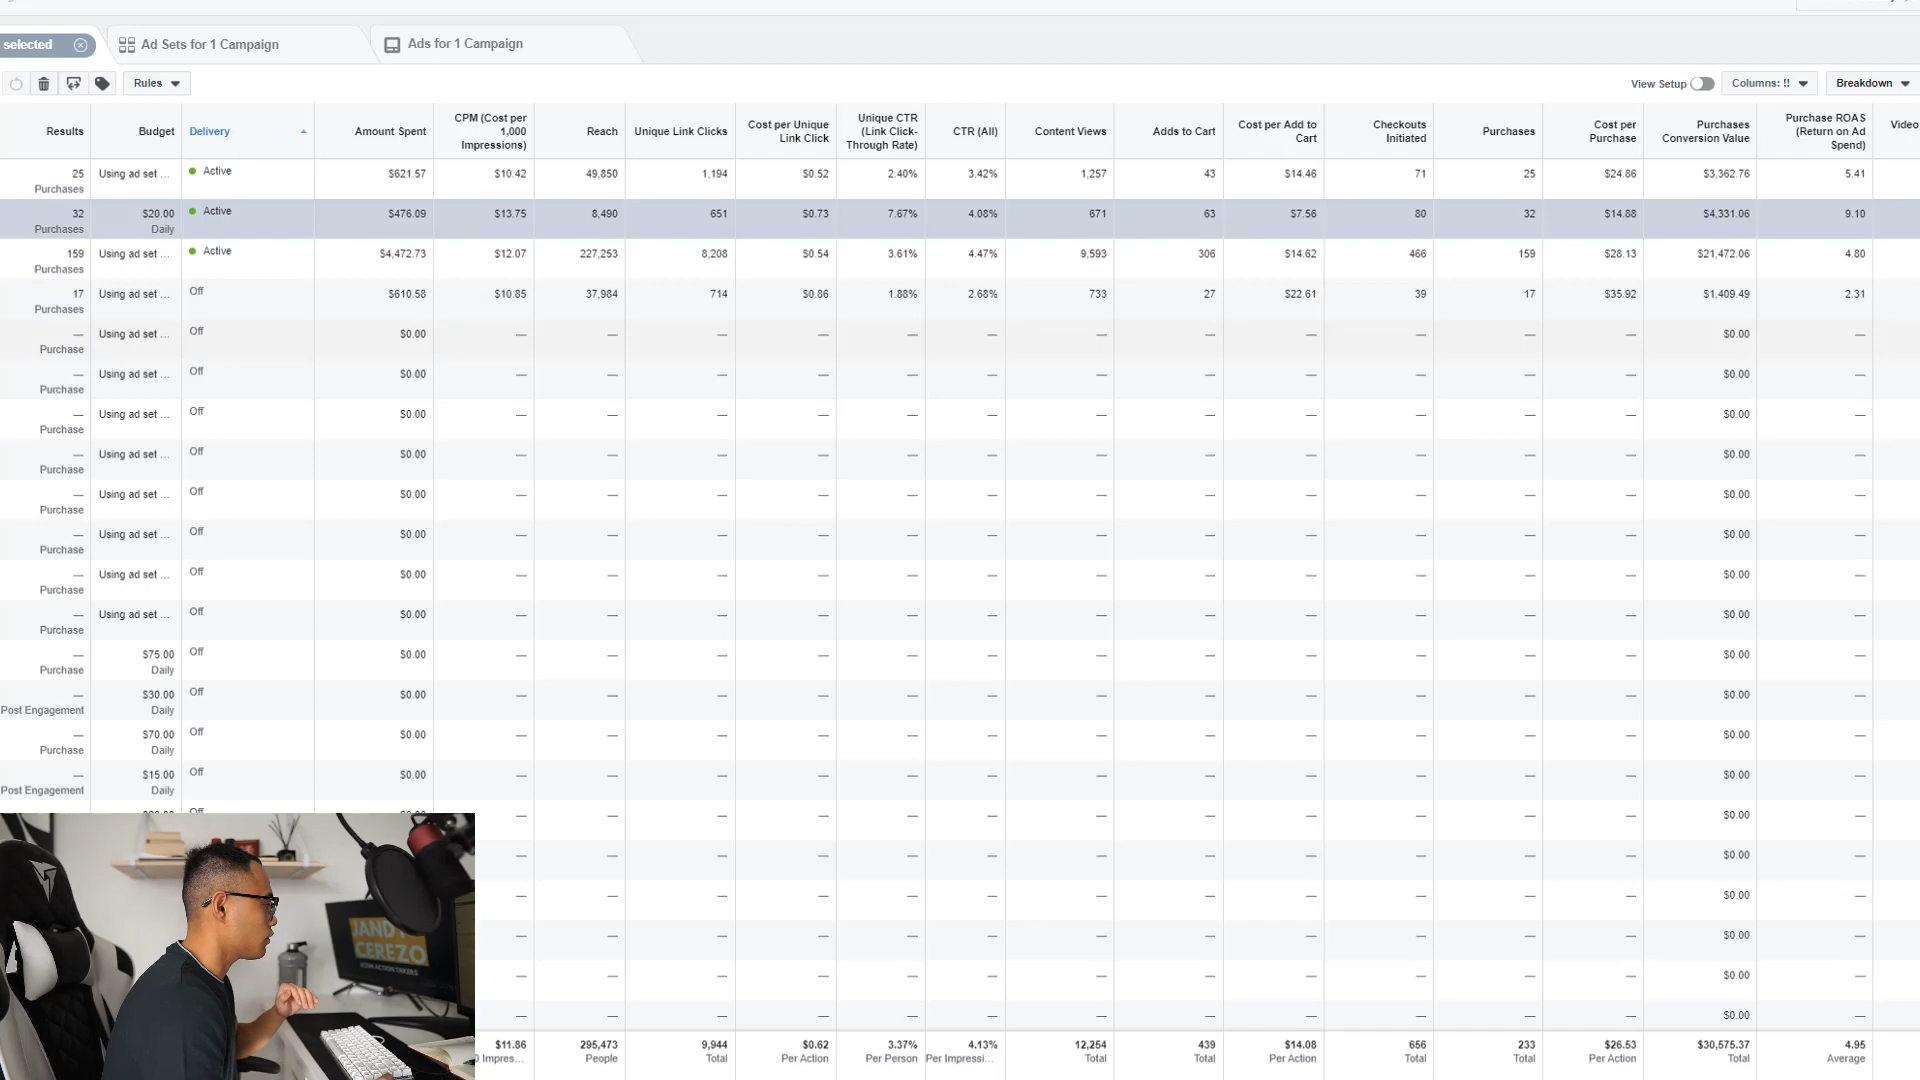 selected
Ad Sets for 1 Campaign
Ads for 1 Campaign
Rules
View Setup
Columns: !!
Breakdown
Results Budget Delivery Amount Spent CPM (Cost per 1,000 Impressions) Reach Unique Link Clicks Cost per Unique Link Click Unique CTR (Link Click-Through Rate) CTR (All) Content Views Adds to Cart Cost per Add to Cart Checkouts Initiated Purchases Cost per Purchase Purchases Conversion Value Purchase ROAS (Return on Ad Spend) Video
25 Using ad set ... Active $621.57 $10.42 49,850 1,194 $0.52 2.40% 3.42% 1,257 43 $14.46 71 25 $24.86 $3,362.76 5.41
Purchases
32 $20.00 Active $476.09 $13.75 8,490 651 $0.73 7.67% 4.08% 671 63 $7.56 80 32 $14.88 $4,331.06 9.10
Purchases Daily
159 Using ad set ... Active $4,472.73 $12.07 227,253 8,208 $0.54 3.61% 4.47% 9,593 306 $14.62 466 159 $28.13 $21,472.06 4.80
Purchases
17 Using ad set ... Off $610.58 $10.85 37,984 714 $0.86 1.88% 2.68% 733 27 $22.61 39 17 $35.92 $1,409.49 2.31
Purchases
— Using ad set ... Off $0.00 — — — — — — — — — — — — $0.00 —
Purchase
— Using ad set ... Off $0.00 — — — — — — — — — — — — $0.00 —
Purchase
— Using ad set ... Off $0.00 — — — — — — — — — — — — $0.00 —
Purchase
— Using ad set ... Off $0.00 — — — — — — — — — — — — $0.00 —
Purchase
— Using ad set ... Off $0.00 — — — — — — — — — — — — $0.00 —
Purchase
— Using ad set ... Off $0.00 — — — — — — — — — — — — $0.00 —
Purchase
— Using ad set ... Off $0.00 — — — — — — — — — — — — $0.00 —
Purchase
— Using ad set ... Off $0.00 — — — — — — — — — — — — $0.00 —
Purchase
— $75.00 Off $0.00 — — — — — — — — — — — — $0.00 —
Purchase Daily
— $30.00 Off $0.00 — — — — — — — — — — — — $0.00 —
Post Engagement Daily
— $70.00 Off $0.00 — — — — — — — — — — — — $0.00 —
Purchase Daily
— $15.00 Off $0.00 — — — — — — — — — — — — $0.00 —
Post Engagement Daily
Off — — — — — — — — — — — — $0.00 —
— — — — — — — — — — — — $0.00 —
— — — — — — — — — — — — $0.00 —
— — — — — — — — — — — — $0.00 —
— — — — — — — — — — — — $0.00 —
— — — — — — — — — — — — $0.00 —
$11.86 295,473 9,944 $0.62 3.37% 4.13% 12,254 439 $14.08 656 233 $26.53 $30,575.37 4.95
0 Impres... People Total Per Action Per Person Per Impressi... Total Total Per Action Total Total Per Action Total Average
CEREZO
ECOM ACTION TAKERS